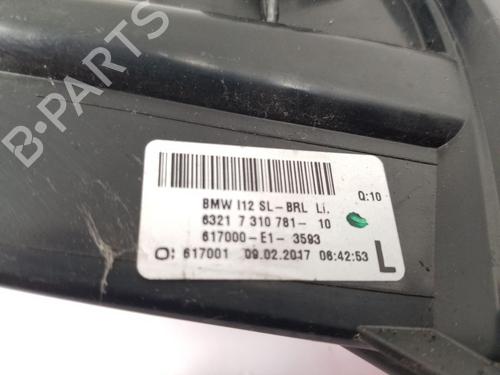 B-PARTS
Q:10
BMW I12 SL-BRL Li.
6321 7 310 781- 10
617000-E1- 3593
O: 617001 09.02.2017 06:42:53 L